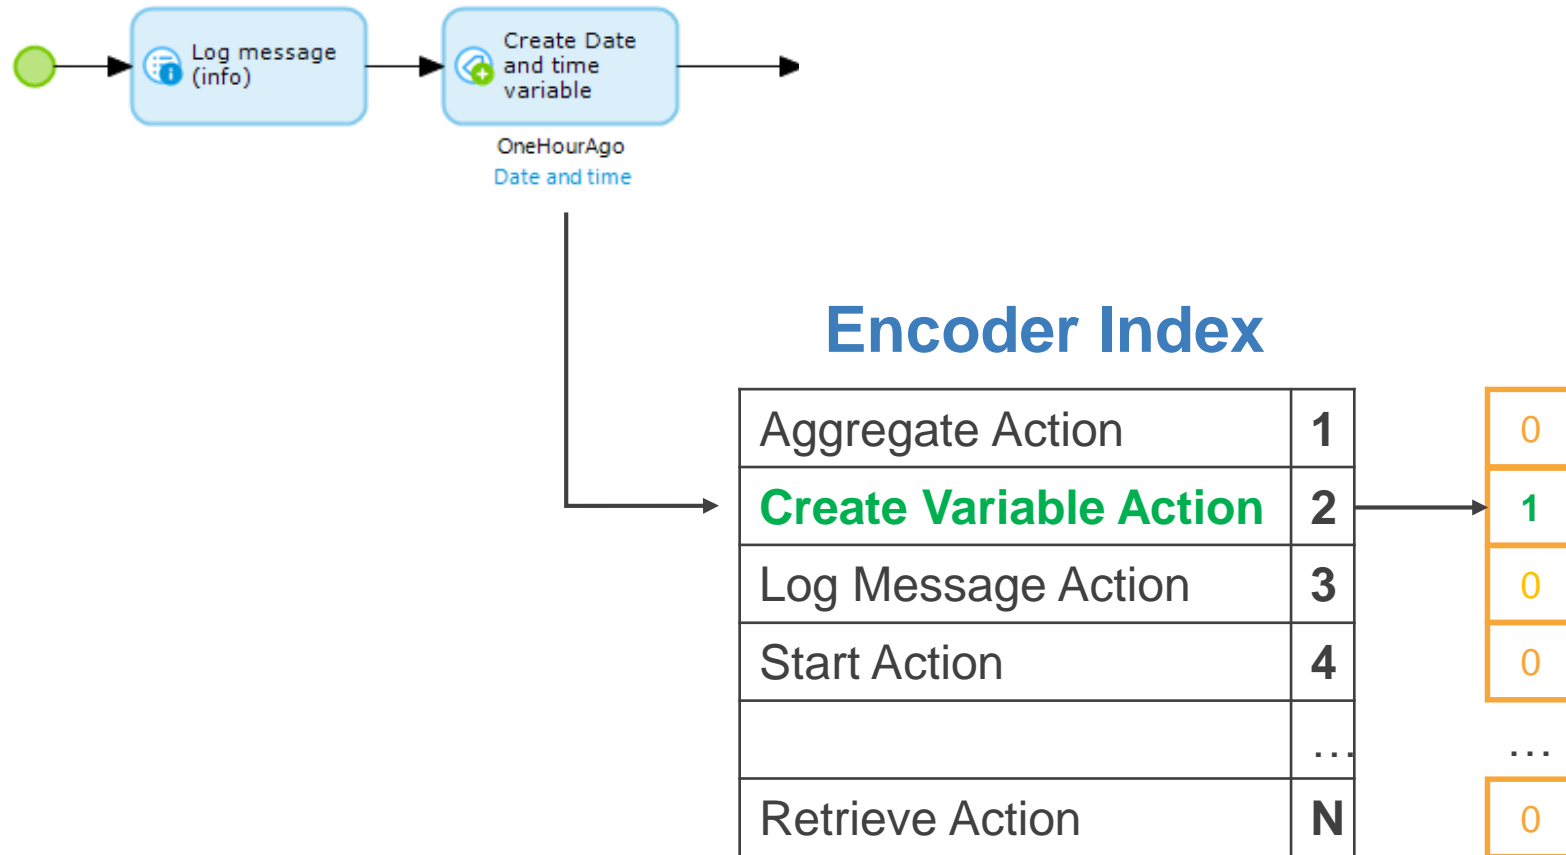 Log message
(info)
Create Date
and time
variable
OneHourAgo
Date and time
Encoder Index
Aggregate Action 1 0
Create Variable Action 2 1
Log Message Action 3 0
Start Action 4 0
... ...
Retrieve Action N 0